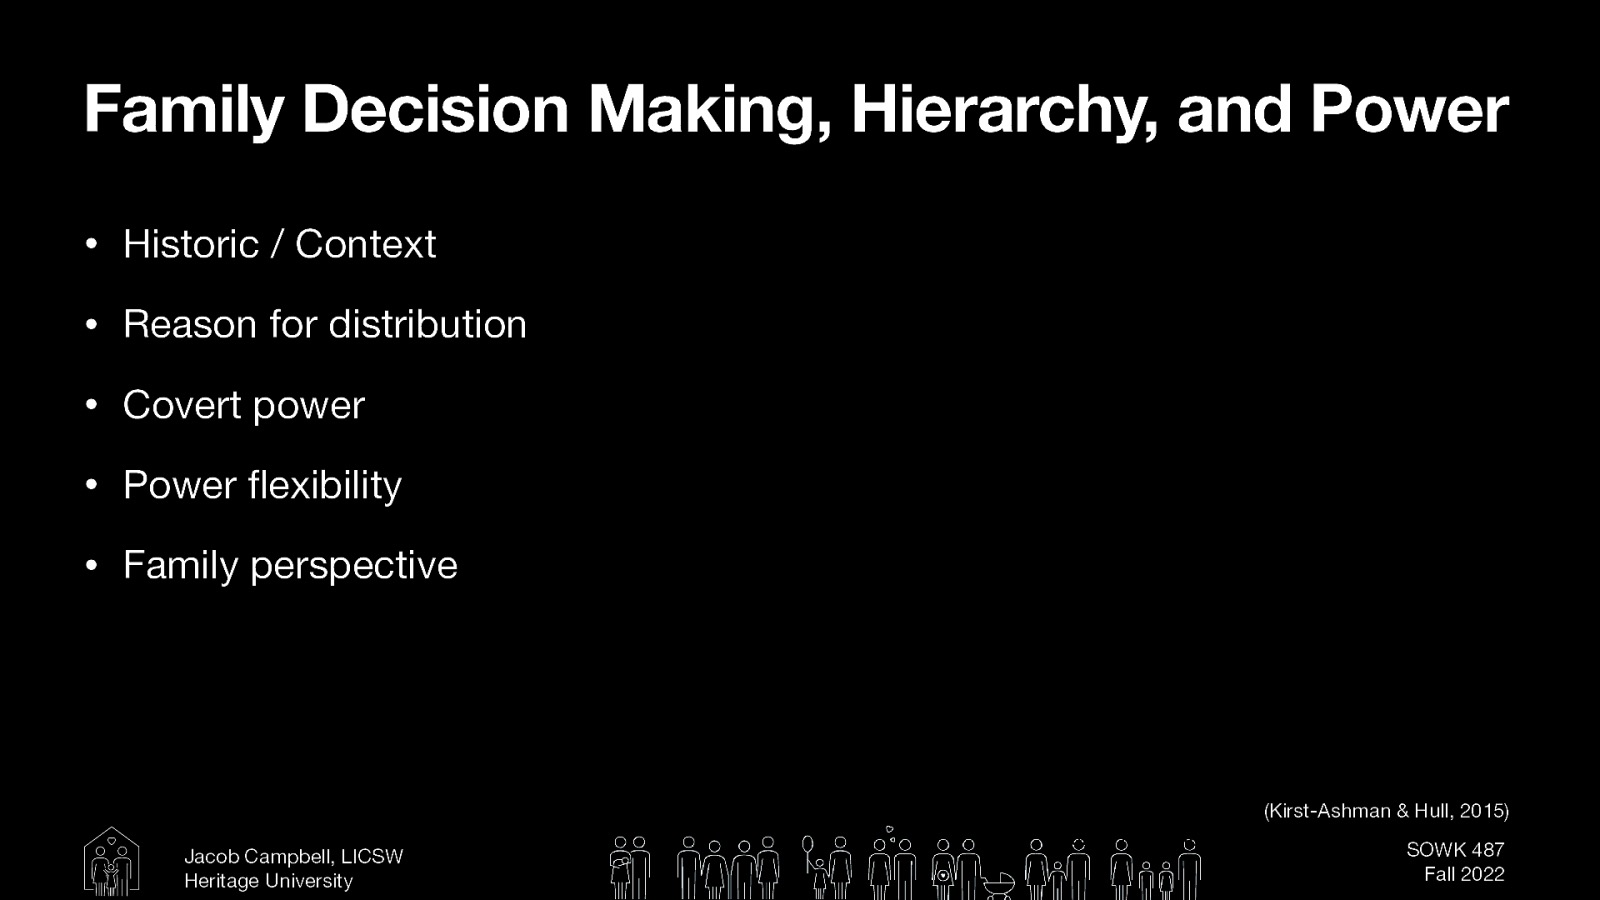 Family Decision Making, Hierarchy, and Power
• Historic / Context
• Reason for distribution
• Covert power
• Power flexibility
• Family perspective
(Kirst-Ashman & Hull, 2015)
Jacob Campbell, LICSW
Heritage University
SOWK 487
Fall 2022